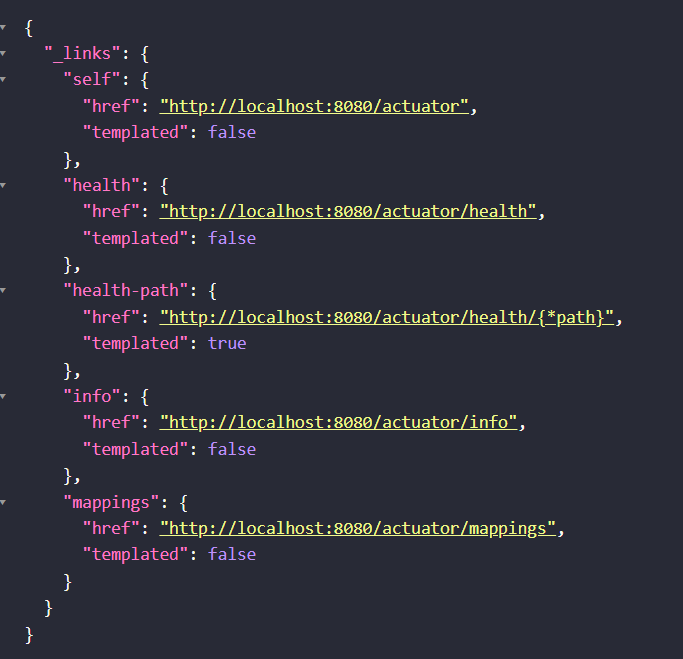 {
"_links": {
"self": {
"href": "http://localhost:8080/actuator",
"templated": false
},
"health": {
"href": "http://localhost:8080/actuator/health",
"templated": false
},
"health-path": {
"href": "http://localhost:8080/actuator/health/{*path}",
"templated": true
},
"info": {
"href": "http://localhost:8080/actuator/info",
"templated": false
},
"mappings": {
"href": "http://localhost:8080/actuator/mappings",
"templated": false
}
}
}